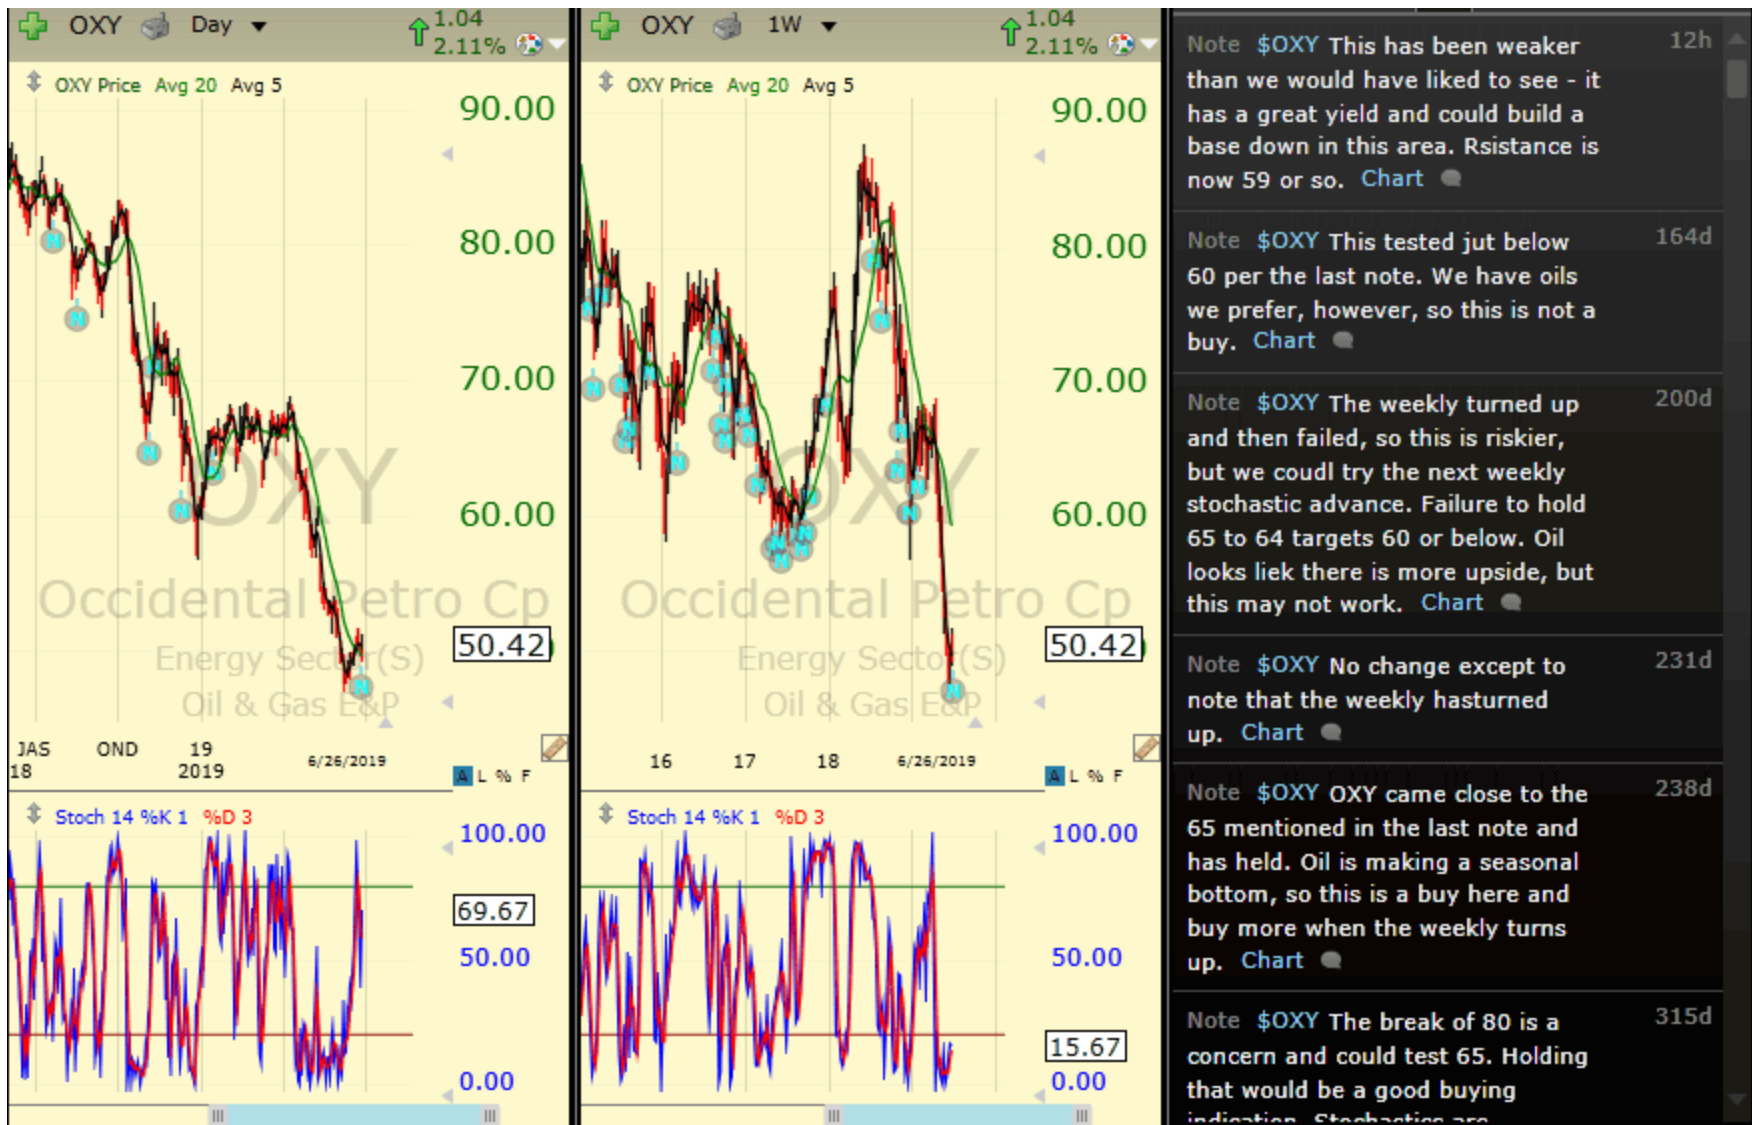 OXY Day 1.04
2.11%
OXY Price Avg 20 Avg 5
90.00
80.00
70.00
60.00
50.42
OXY
Occidental Petro Cp
Energy Sector(S)
Oil & Gas E&P
JAS OND 19
18 2019 6/26/2019
A L % F
Stoch 14 %K 1 %D 3
100.00
69.67
50.00
0.00
OXY 1W 1.04
2.11%
OXY Price Avg 20 Avg 5
90.00
80.00
70.00
60.00
50.42
OXY
Occidental Petro Cp
Energy Sector(S)
Oil & Gas E&P
16 17 18 6/26/2019
A L % F
Stoch 14 %K 1 %D 3
100.00
50.00
15.67
0.00
Note $OXY This has been weaker 12h
than we would have liked to see - it
has a great yield and could build a
base down in this area. Rsistance is
now 59 or so. Chart
Note $OXY This tested jut below 164d
60 per the last note. We have oils
we prefer, however, so this is not a
buy. Chart
Note $OXY The weekly turned up 200d
and then failed, so this is riskier,
but we coudl try the next weekly
stochastic advance. Failure to hold
65 to 64 targets 60 or below. Oil
looks liek there is more upside, but
this may not work. Chart
Note $OXY No change except to 231d
note that the weekly hasturned
up. Chart
Note $OXY OXY came close to the 238d
65 mentioned in the last note and
has held. Oil is making a seasonal
bottom, so this is a buy here and
buy more when the weekly turns
up. Chart
Note $OXY The break of 80 is a 315d
concern and could test 65. Holding
that would be a good buying
indication. Stochastics are